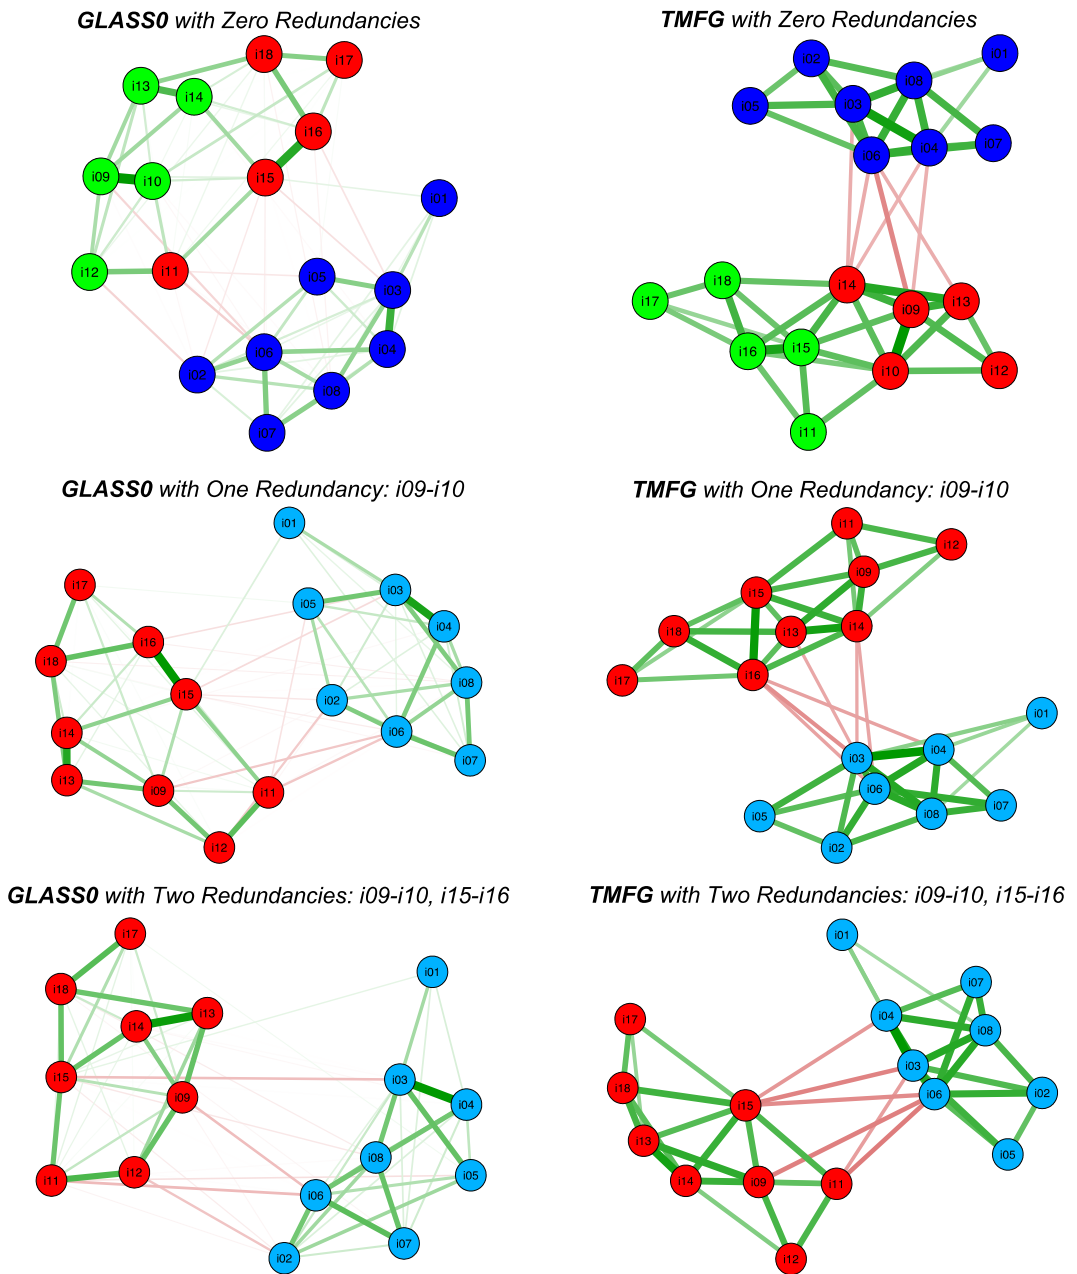 GLASS0 with Zero Redundancies
i18
i17
i13
i14
i16
i09
i10
i15
i01
i12
i11
i05
i03
i06
i04
i02
i08
i07
TMFG with Zero Redundancies
i02
i01
i08
i05
i03
i06
i04
i07
i18
i14
i17
i13
i09
i16
i15
i10
i12
i11
GLASS0 with One Redundancy: i09-i10
i01
i17
i03
i05
i04
i16
i18
i15
i08
i02
i14
i06
i07
i13
i09
i11
i12
TMFG with One Redundancy: i09-i10
i11
i12
i09
i15
i18
i13
i14
i16
i17
i01
i04
i03
i06
i05
i08
i07
i02
GLASS0 with Two Redundancies: i09-i10, i15-i16
i17
i01
i18
i13
i14
i15
i03
i09
i04
i08
i12
i11
i05
i06
i07
i02
TMFG with Two Redundancies: i09-i10, i15-i16
i01
i07
i17
i04
i08
i03
i18
i15
i06
i02
i13
i05
i14
i09
i11
i12